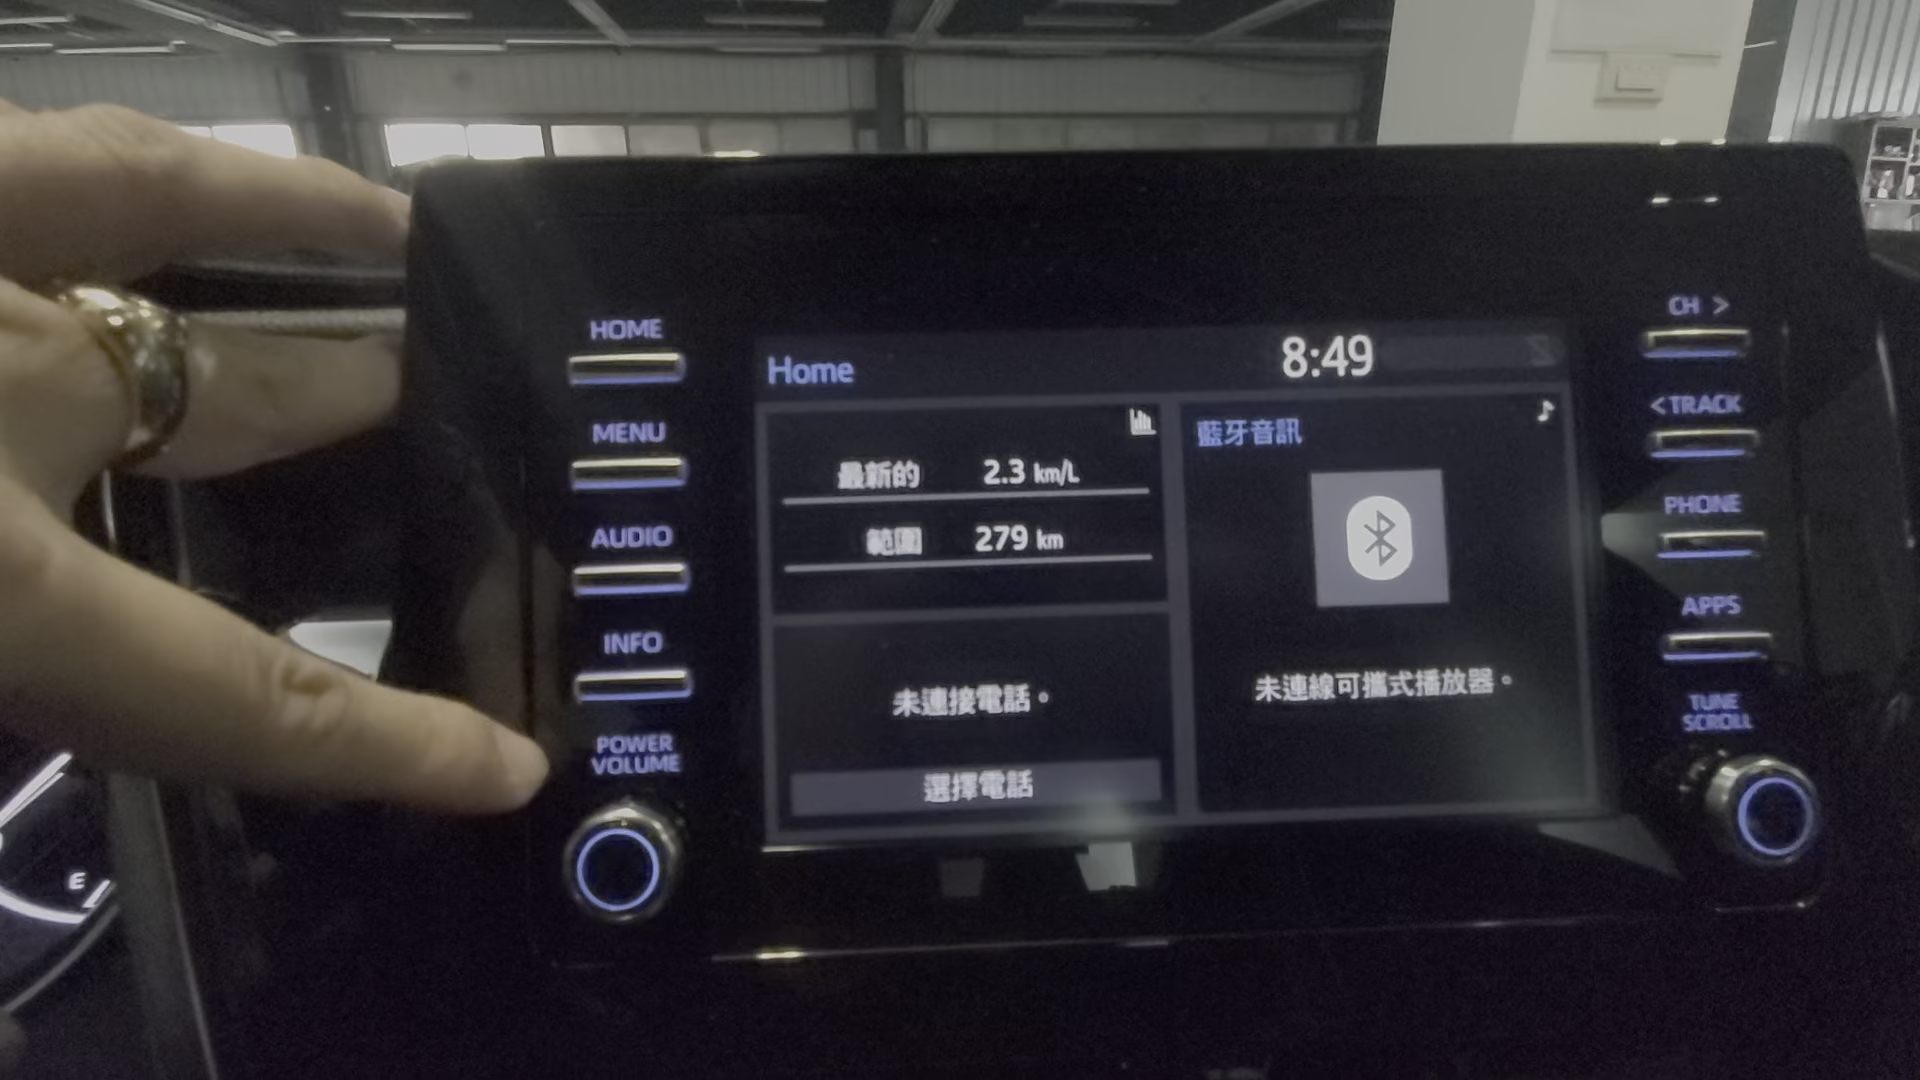 HOME
MENU
AUDIO
INFO
POWER
VOLUME
Home
8:49
最新的 2.3 km/L
範圍 279 km
未連接電話。
選擇電話
藍牙音訊
未連線可攜式播放器。
CH >
<TRACK
PHONE
APPS
TUNE
SCROLL
E